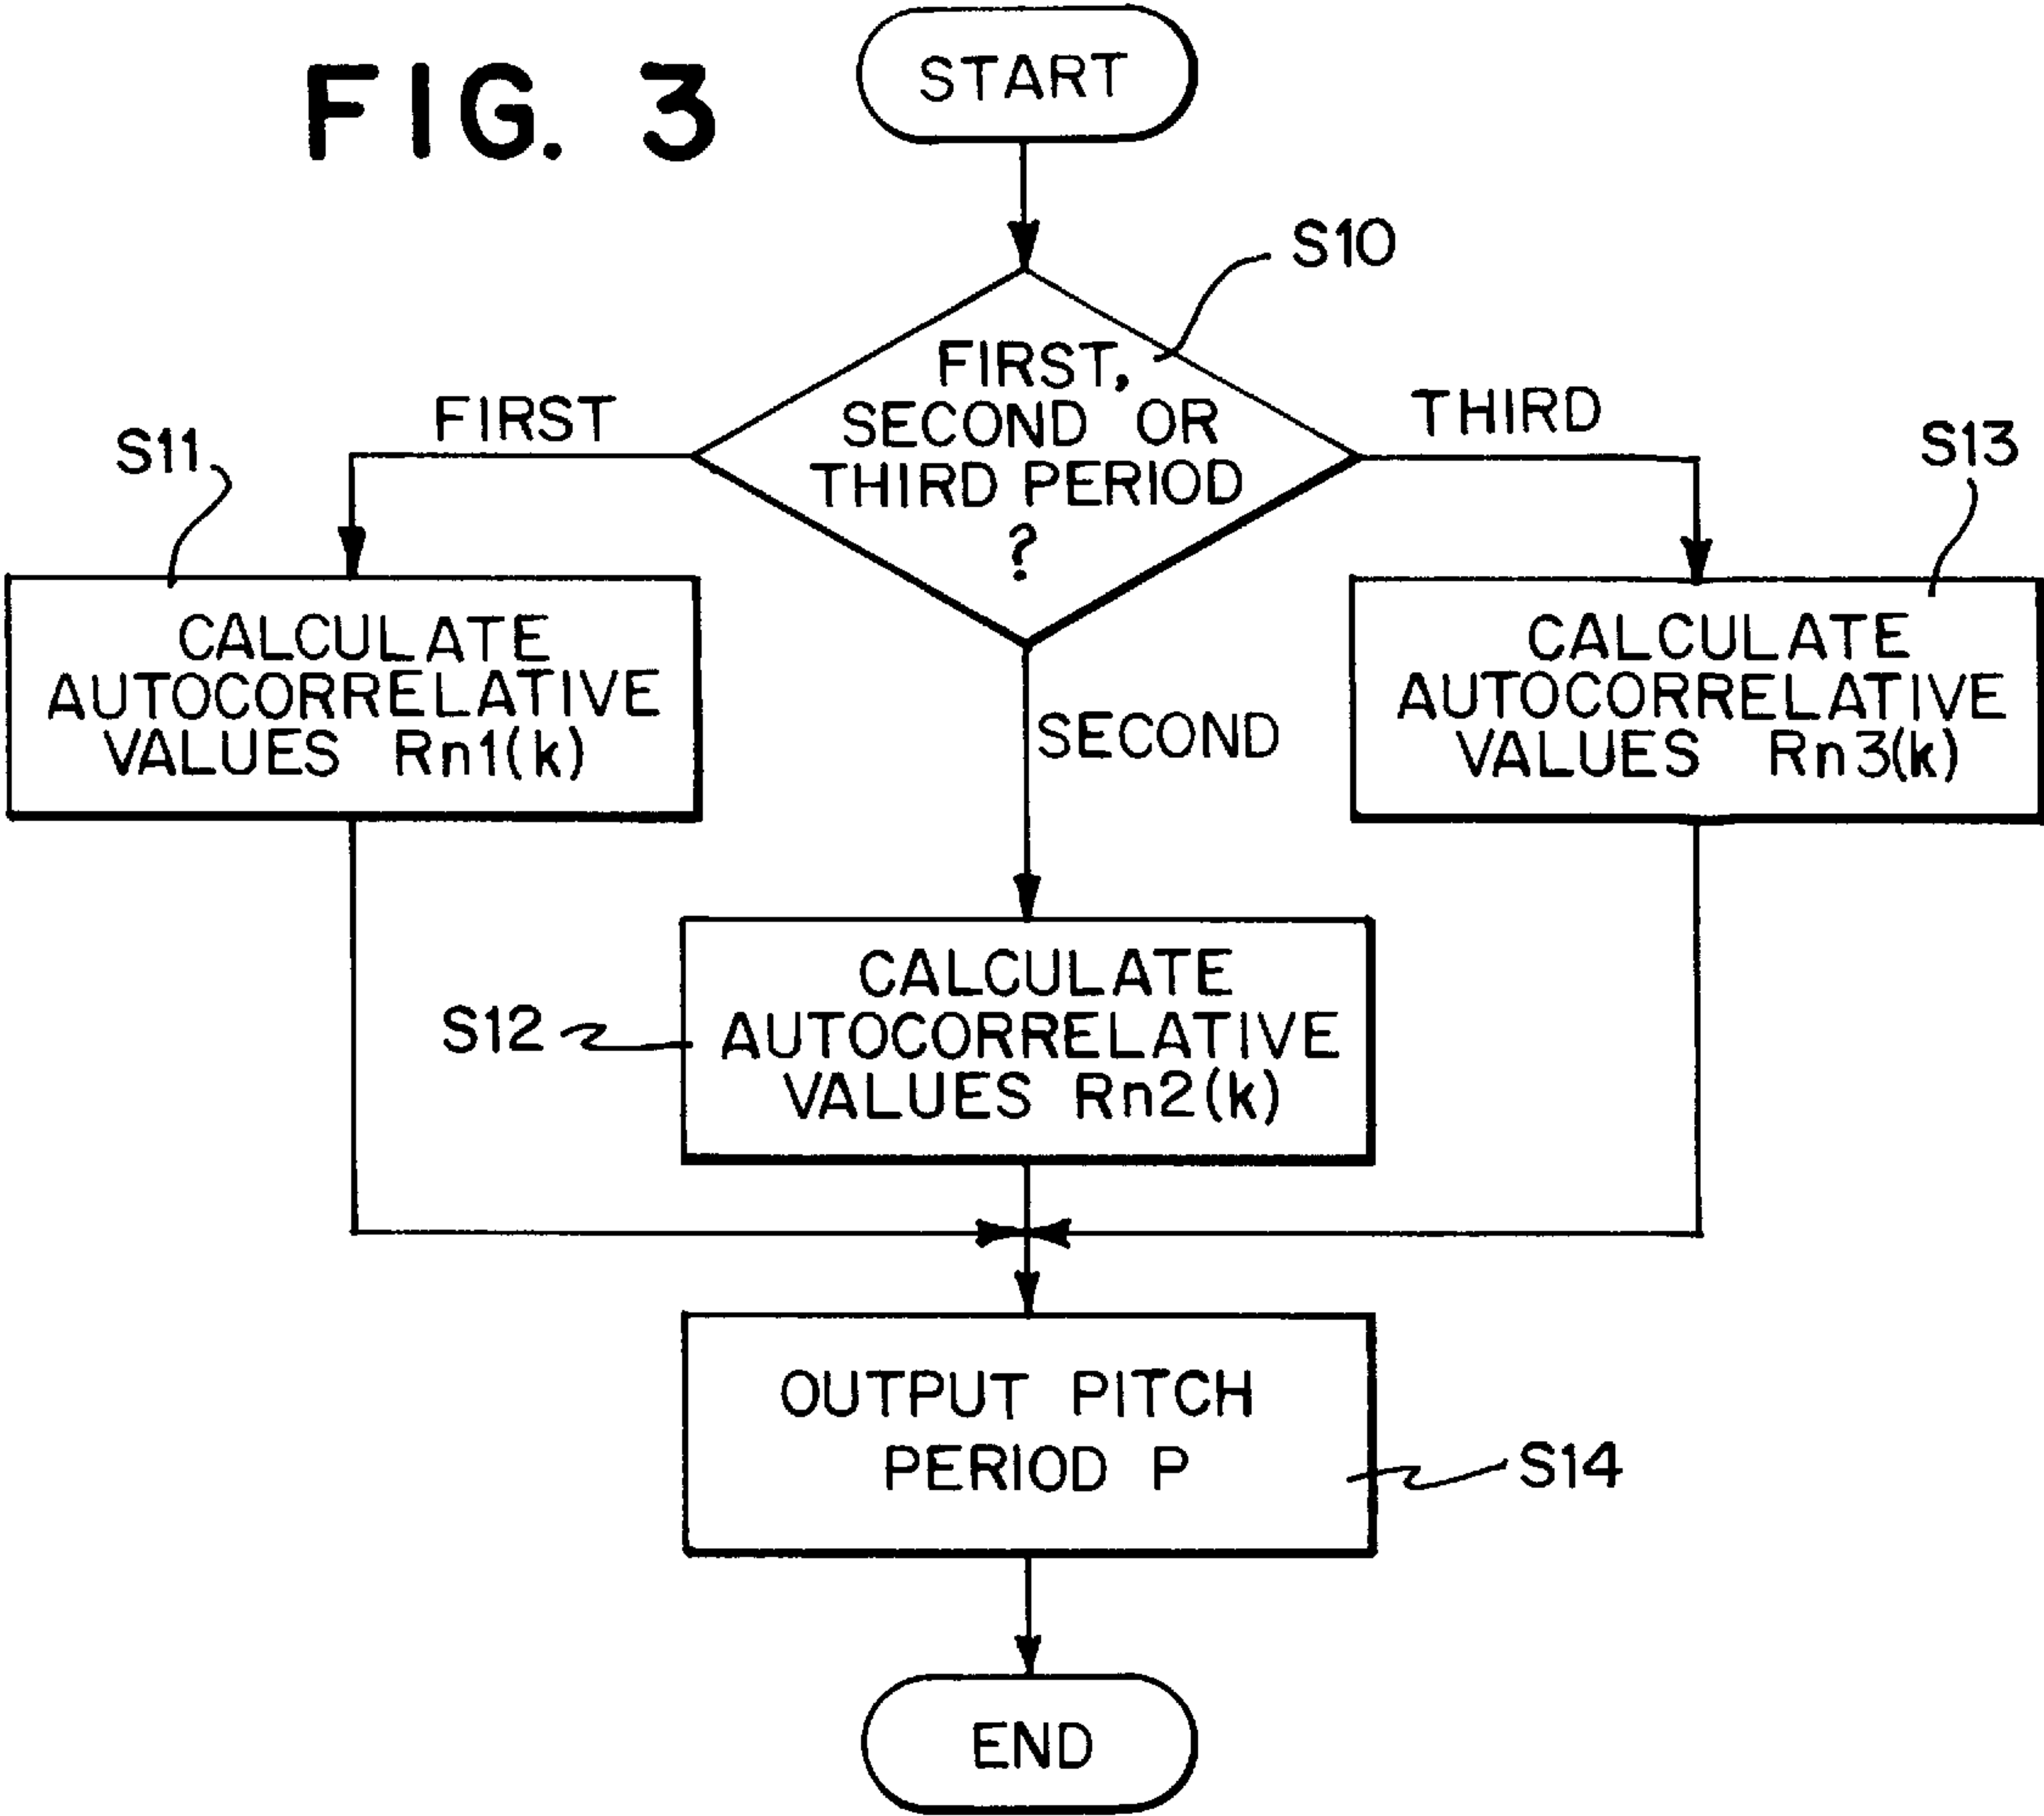 FIG. 3
START
S10
FIRST,
SECOND OR
THIRD PERIOD
?
FIRST
THIRD
S11
S13
CALCULATE
AUTOCORRELATIVE
VALUES Rn1(k)
SECOND
CALCULATE
AUTOCORRELATIVE
VALUES Rn3(k)
S12
CALCULATE
AUTOCORRELATIVE
VALUES Rn2(k)
OUTPUT PITCH
PERIOD P
S14
END